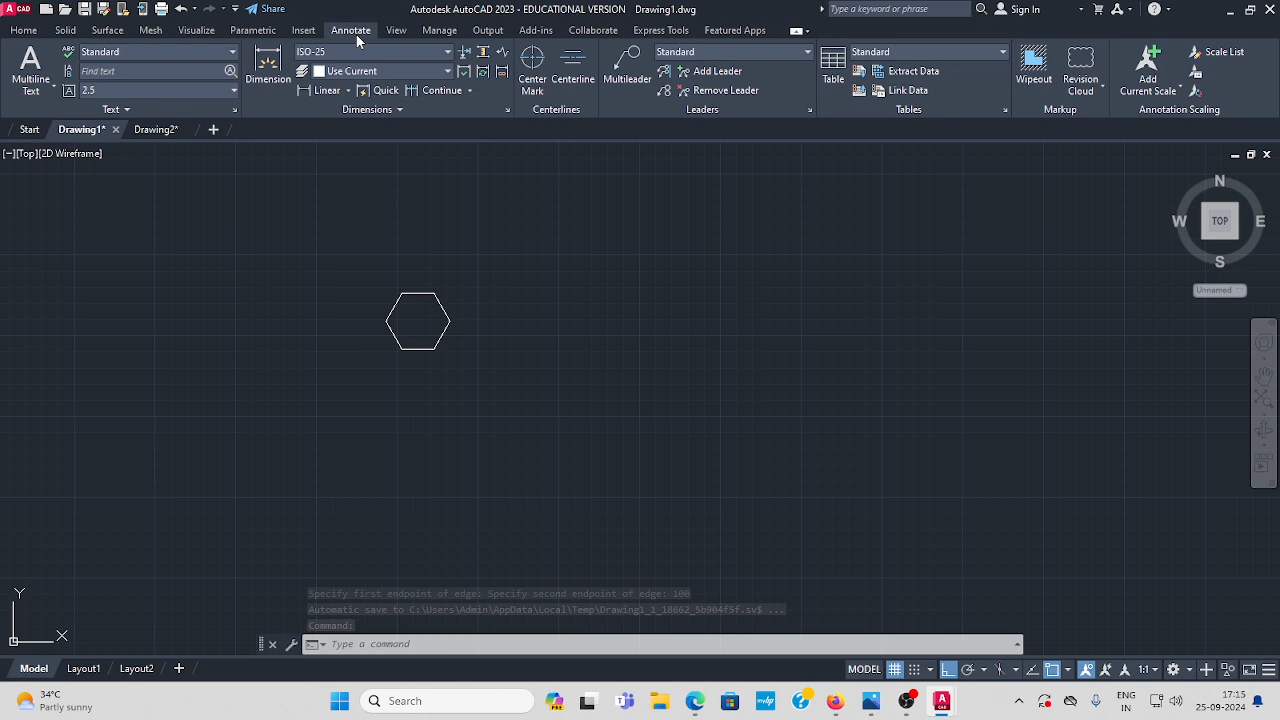 CAD
Share
Autodesk AutoCAD 2023 - EDUCATIONAL VERSION Drawing1.dwg
Type a keyword or phrase
Sign In
Home Solid Surface Mesh Visualize Parametric Insert Annotate View Manage Output Add-ins Collaborate Express Tools Featured Apps
Multiline
Text
Standard
Find text
2.5
Text
Dimension
ISO-25
Use Current
Linear Quick Continue
Dimensions
Center
Mark
Centerline
Centerlines
Multileader
Standard
Add Leader
Remove Leader
Leaders
Table
Standard
Extract Data
Link Data
Tables
Wipeout
Revision
Cloud
Markup
Add
Current Scale
Scale List
Annotation Scaling
Start Drawing1* Drawing2*
[–][Top][2D Wireframe]
N
W TOP E
S
Unnamed
Y
X
Specify first endpoint of edge: Specify second endpoint of edge: 100
Automatic save to C:\Users\Admin\AppData\Local\Temp\Drawing1_1_18662_5b904f5f.sv$ ...
Command:
Type a command
Model Layout1 Layout2
MODEL
1:1
34°C
Partly sunny
Search
PRE
myhp
CAD
ENG
IN
17:15
25-09-2024